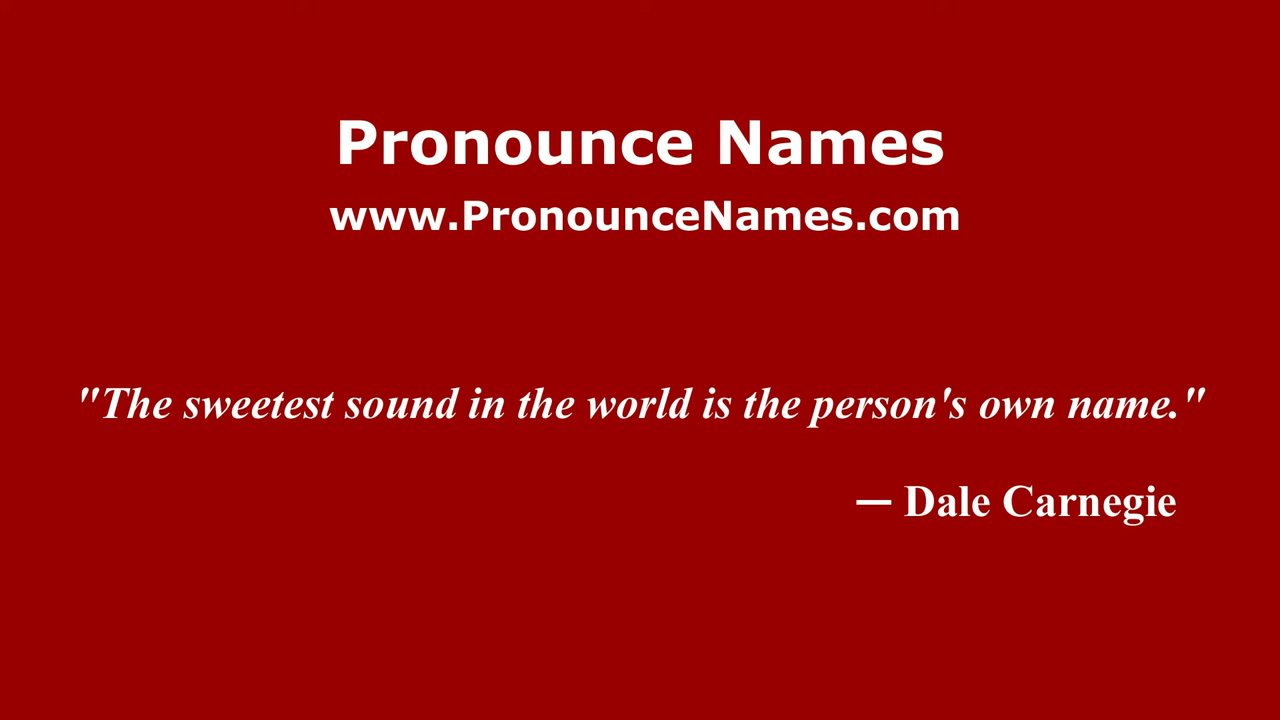 Pronounce Names
www.PronounceNames.com
"The sweetest sound in the world is the person's own name."
— Dale Carnegie